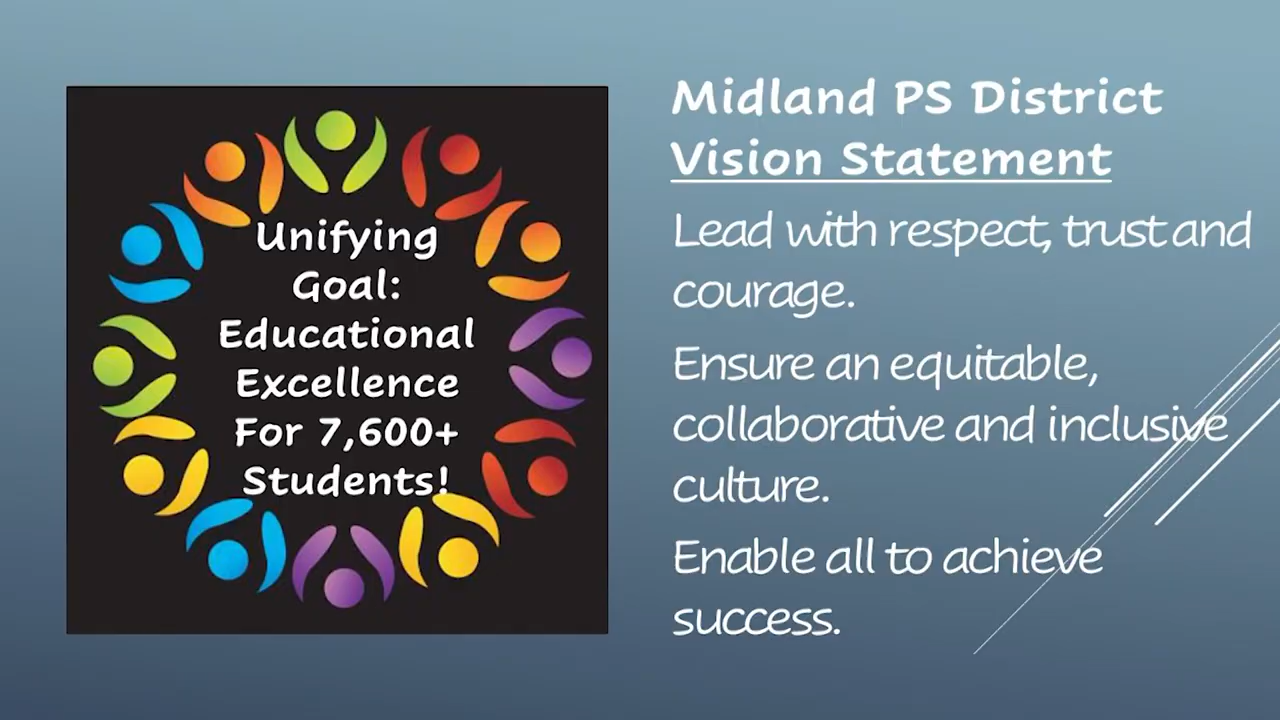 Unifying
Goal:
Educational
Excellence
For 7,600+
Students!
Midland PS District
Vision Statement
Lead with respect, trust and
courage.
Ensure an equitable,
collaborative and inclusive
culture.
Enable all to achieve
success.